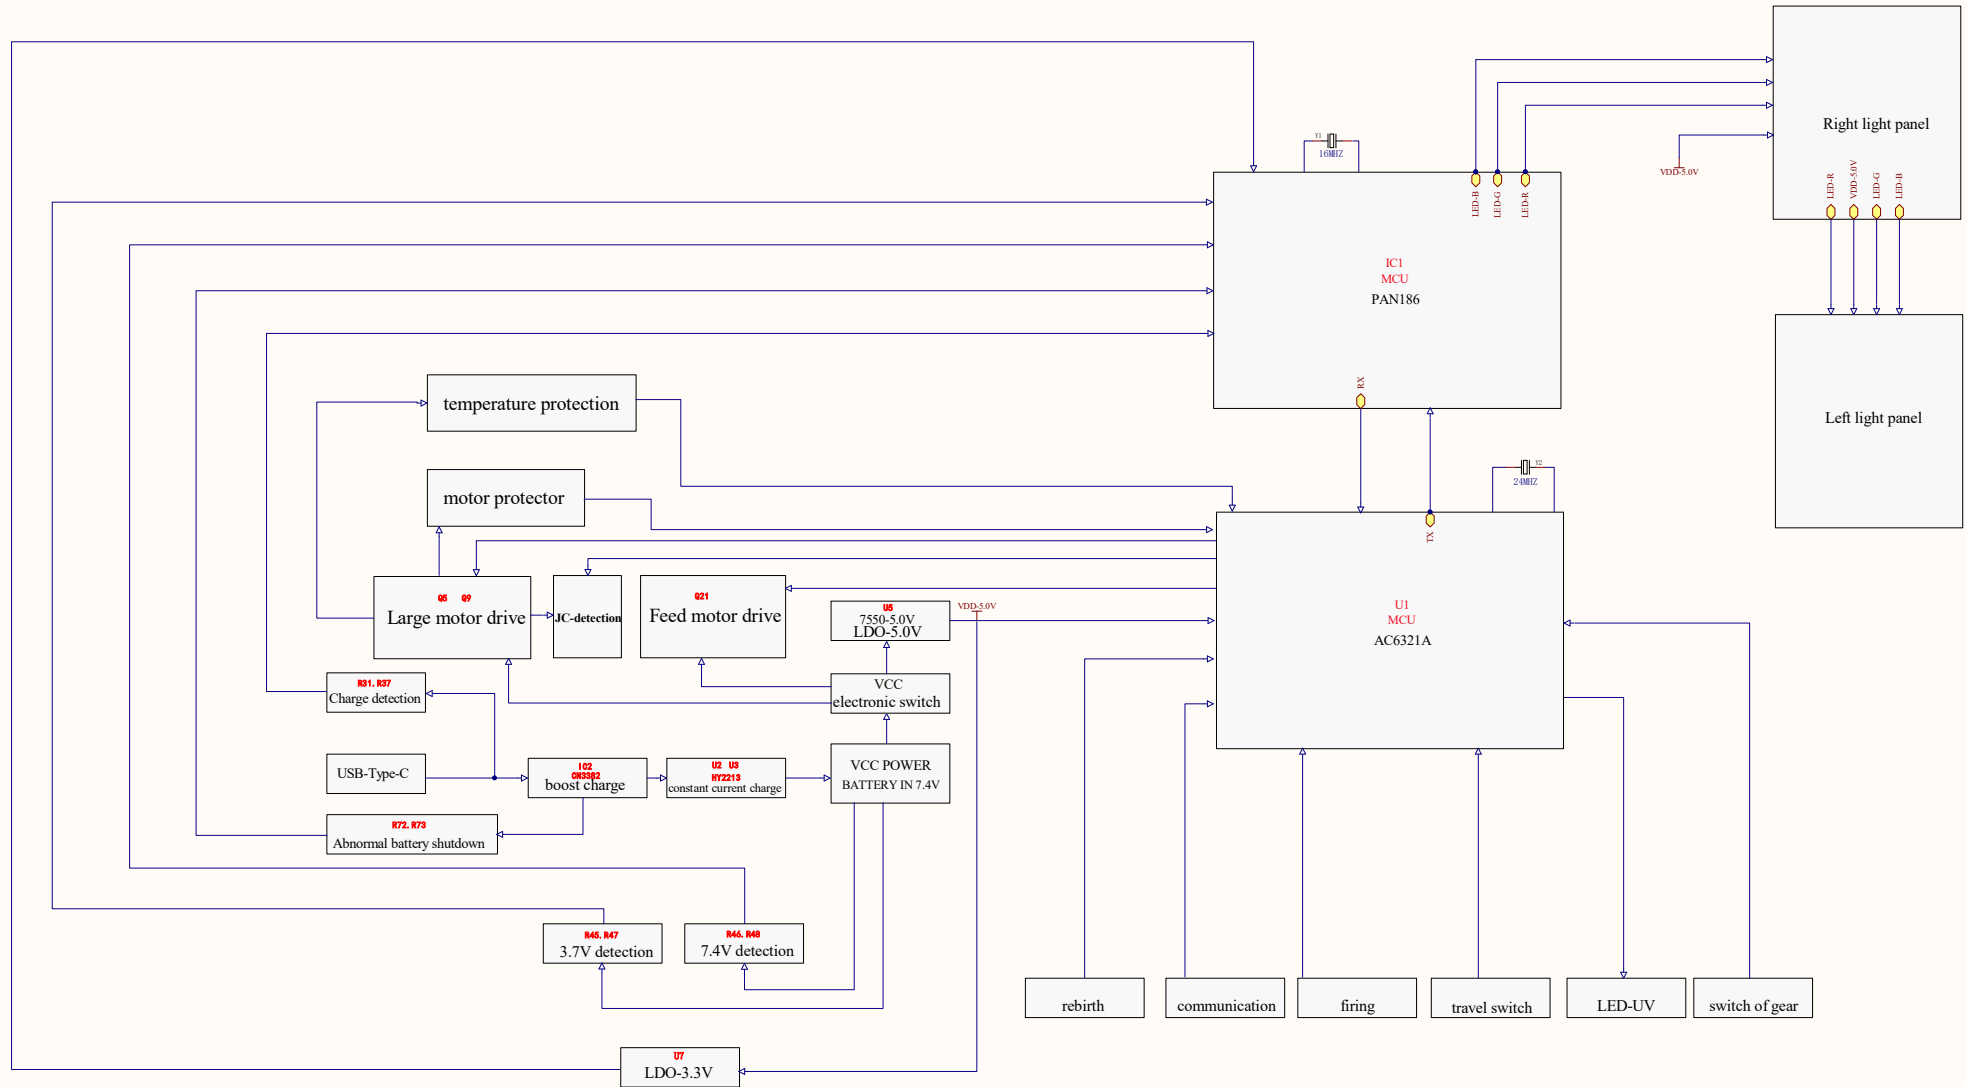 Y1
16MHZ
VDD-5.0V
Right light panel
LED-R
VDD-5.0V
LED-G
LED-B
LED-B
LED-G
LED-R
IC1
MCU
PAN186
RX
Left light panel
temperature protection
motor protector
Y2
24MHZ
TX
Q5 Q9
Large motor drive
JC-detection
Q21
Feed motor drive
U5
7550-5.0V
LDO-5.0V
VDD-5.0V
U1
MCU
AC6321A
R31.R37
Charge detection
VCC
electronic switch
USB-Type-C
IC2
CN3302
boost charge
U2 U3
HY2213
constant current charge
VCC POWER
BATTERY IN 7.4V
R72.R73
Abnormal battery shutdown
R45.R47
3.7V detection
R46.R48
7.4V detection
rebirth
communication
firing
travel switch
LED-UV
switch of gear
U7
LDO-3.3V